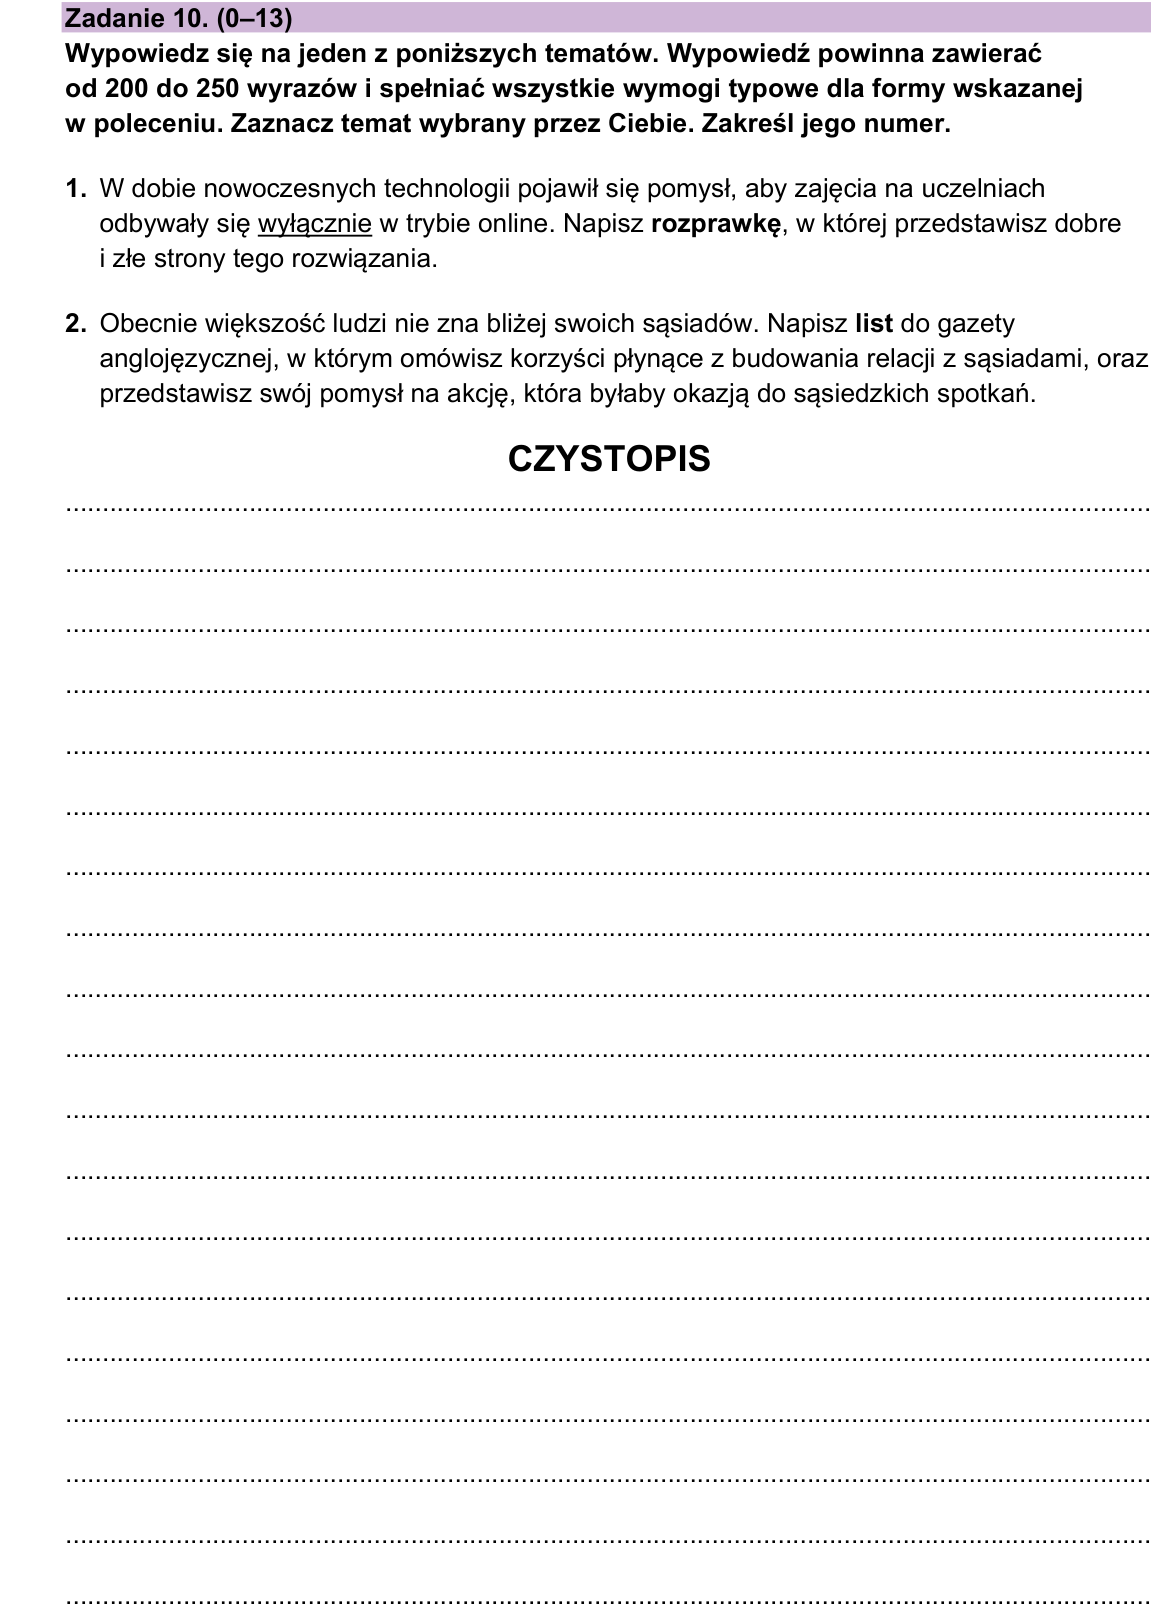 Zadanie 10. (0–13)
Wypowiedz się na jeden z poniższych tematów. Wypowiedź powinna zawierać
od 200 do 250 wyrazów i spełniać wszystkie wymogi typowe dla formy wskazanej
w poleceniu. Zaznacz temat wybrany przez Ciebie. Zakreśl jego numer.
1. W dobie nowoczesnych technologii pojawił się pomysł, aby zajęcia na uczelniach
odbywały się wyłącznie w trybie online. Napisz rozprawkę, w której przedstawisz dobre
i złe strony tego rozwiązania.
2. Obecnie większość ludzi nie zna bliżej swoich sąsiadów. Napisz list do gazety
anglojęzycznej, w którym omówisz korzyści płynące z budowania relacji z sąsiadami, oraz
przedstawisz swój pomysł na akcję, która byłaby okazją do sąsiedzkich spotkań.
CZYSTOPIS